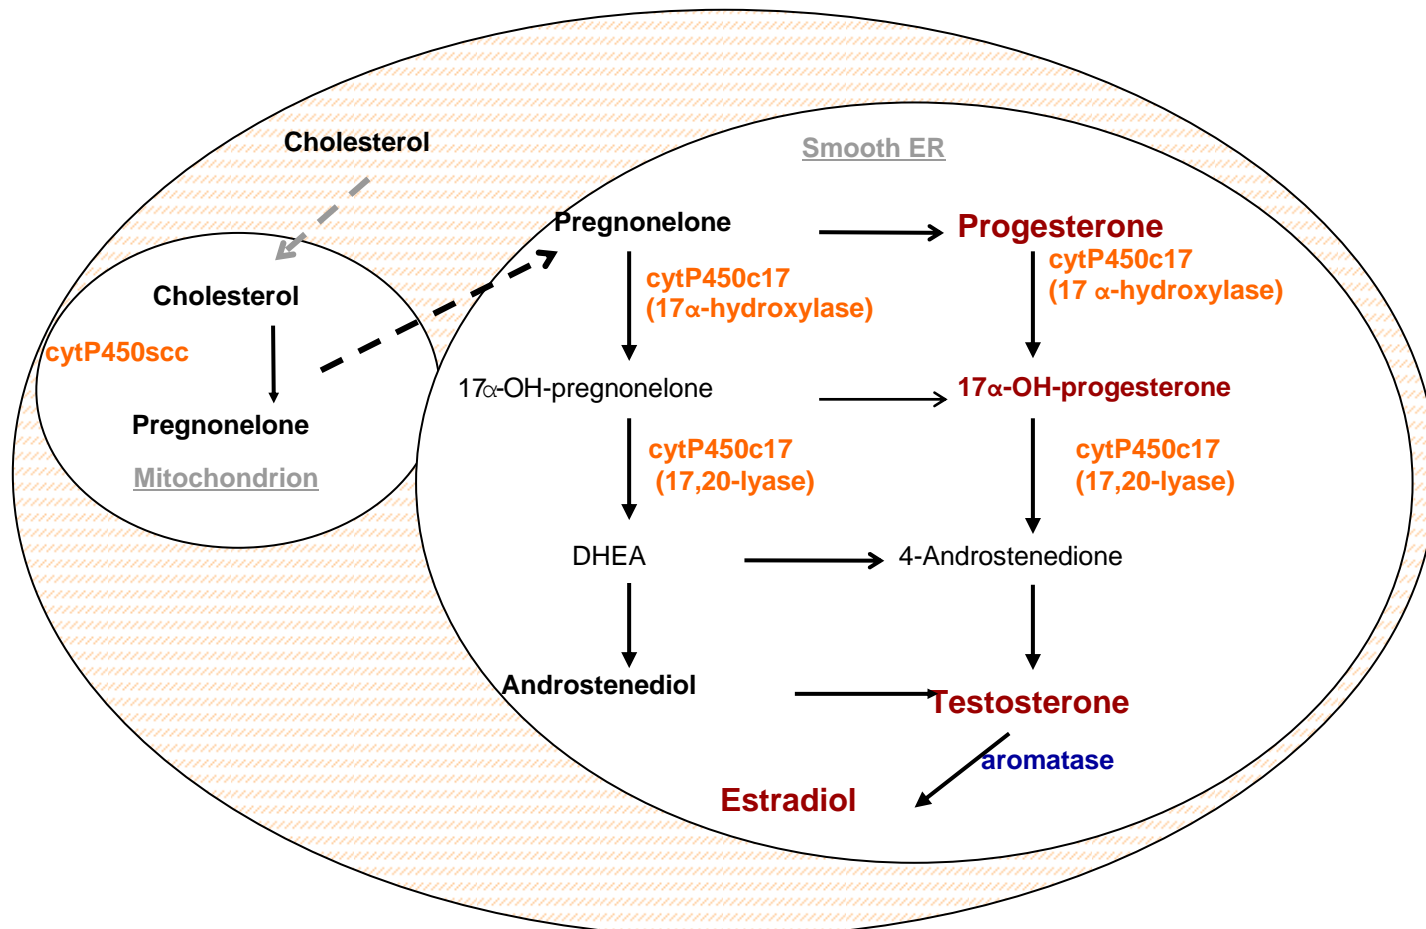 Cholesterol
Smooth ER
Pregnonelone
Progesterone
cytP450c17
(17α-hydroxylase)
cytP450c17
(17 α-hydroxylase)
Cholesterol
cytP450scc
Pregnonelone
Mitochondrion
17α-OH-pregnonelone
17α-OH-progesterone
cytP450c17
(17,20-lyase)
cytP450c17
(17,20-lyase)
DHEA
4-Androstenedione
Androstenediol
Testosterone
aromatase
Estradiol